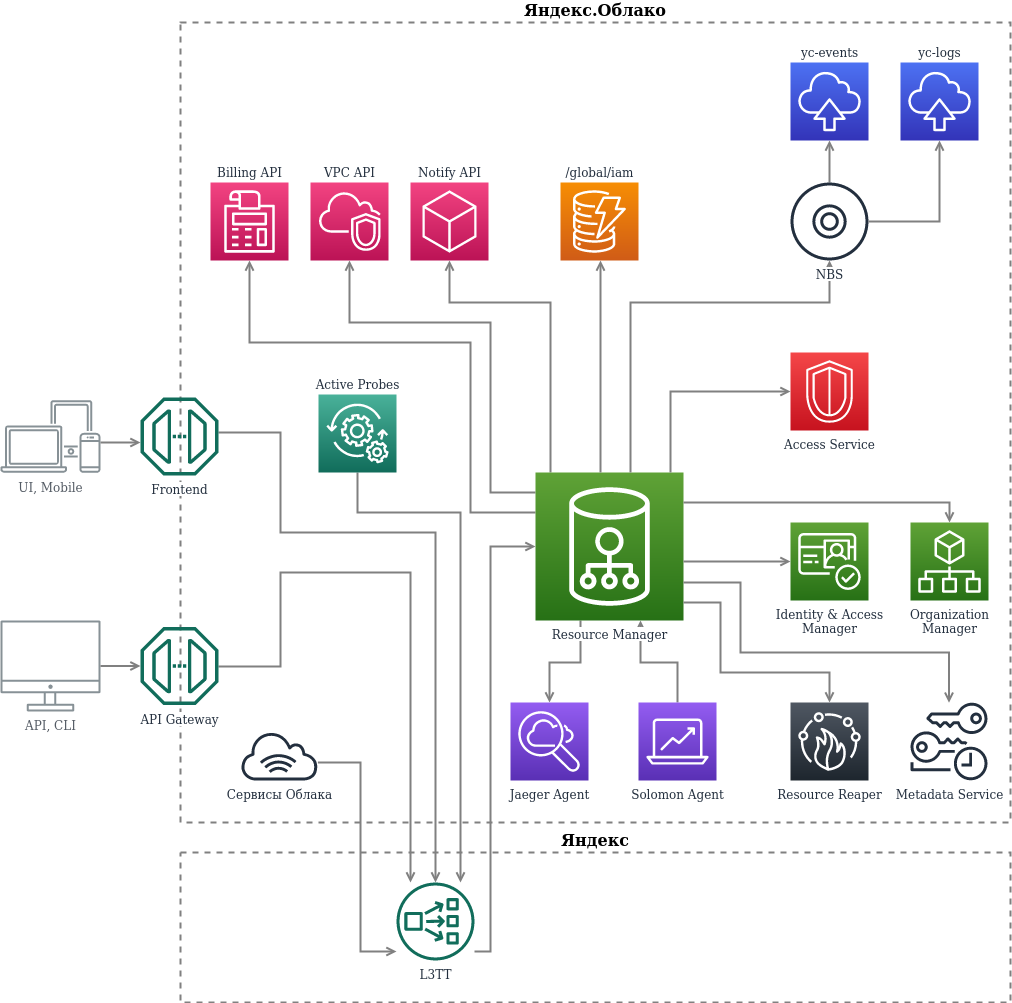 Яндекс.Облако
yc-events
yc-logs
Billing API
VPC API
Notify API
/global/iam
NBS
Active Probes
Access Service
UI, Mobile
Frontend
Identity & Access
Manager
Organization
Manager
Resource Manager
API, CLI
API Gateway
Сервисы Облака
Jaeger Agent
Solomon Agent
Resource Reaper
Metadata Service
Яндекс
L3TT